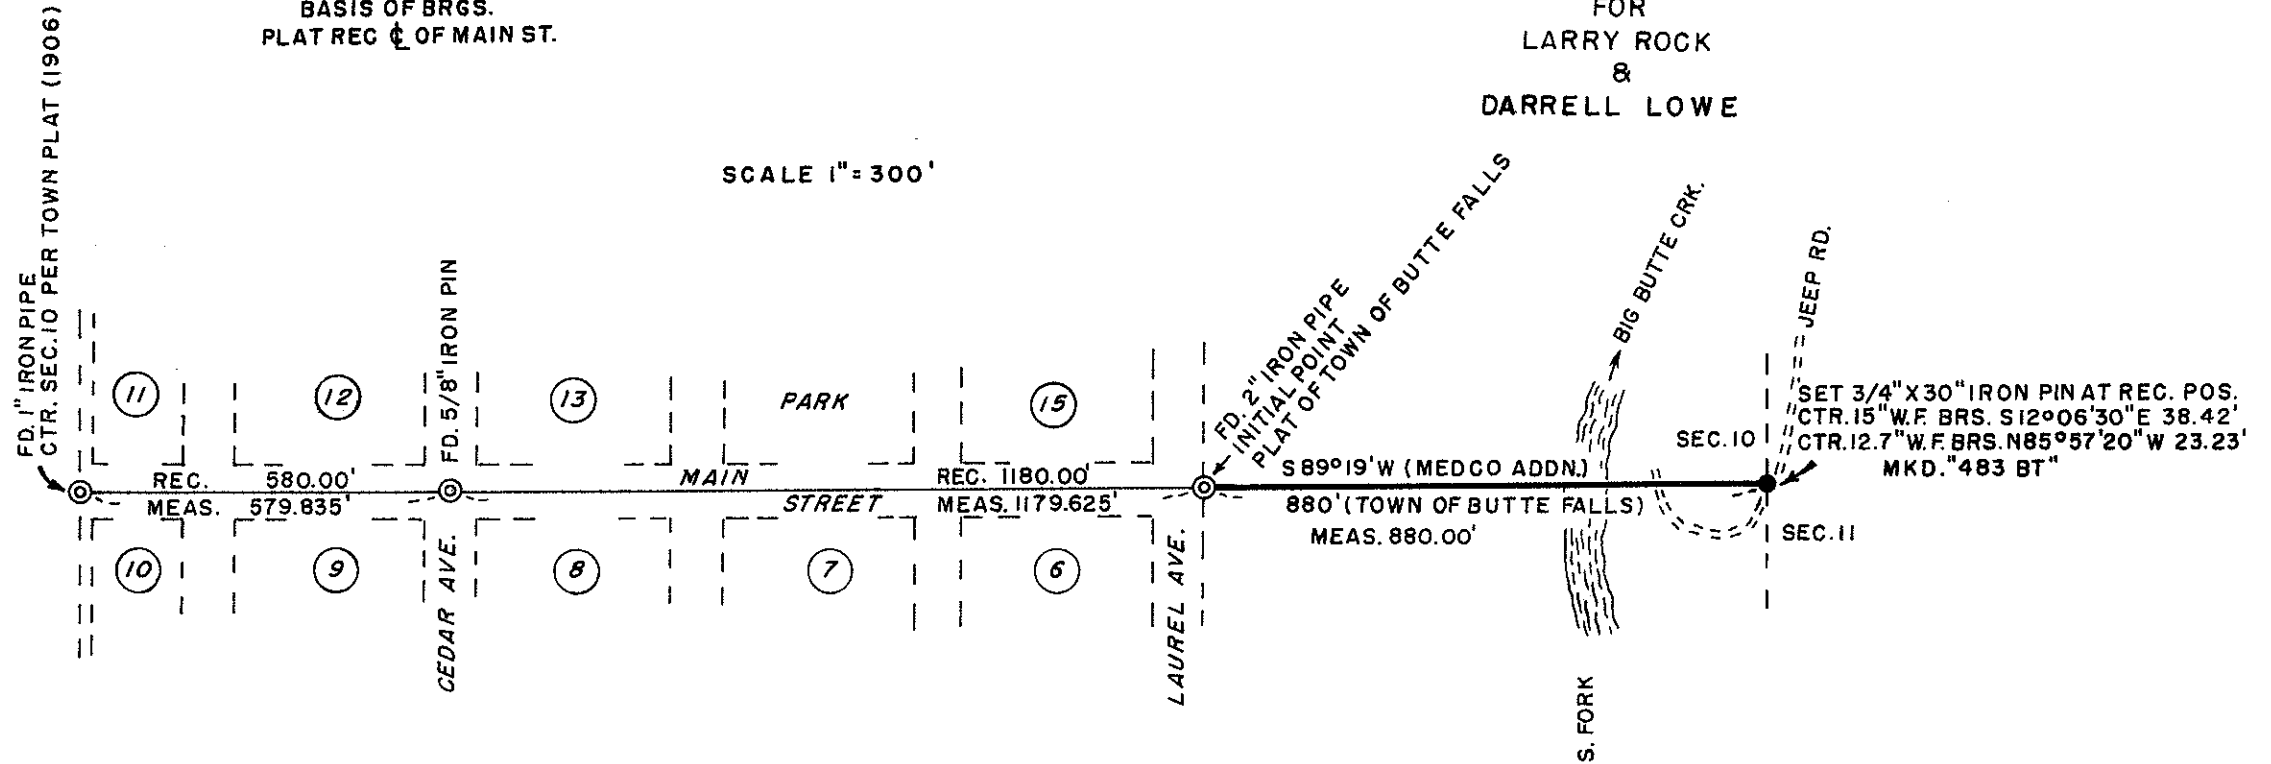 BASIS OF BRGS.
PLAT REC ℄ OF MAIN ST.
FOR
LARRY ROCK
&
DARRELL LOWE
SCALE 1"=300'
FD. 1" IRON PIPE
CTR. SEC. 10 PER TOWN PLAT (1906)
FD. 5/8" IRON PIN
FD. 2" IRON PIPE
INITIAL POINT
PLAT OF TOWN OF BUTTE FALLS
BIG BUTTE CRK.
JEEP RD.
11
12
13
PARK
15
SEC. 10
SET 3/4" X 30" IRON PIN AT REC. POS.
CTR. 15" W.F. BRS. S12°06'30"E 38.42'
CTR. 12.7" W.F. BRS. N85°57'20"W 23.23'
MKD. "483 BT"
REC. 580.00'
MAIN
REC. 1180.00'
S 89°19' W (MEDCO ADDN.)
MEAS. 579.835'
STREET
MEAS. 1179.625'
880' (TOWN OF BUTTE FALLS)
MEAS. 880.00'
SEC. 11
10
9
8
7
6
CEDAR AVE.
LAUREL AVE.
S. FORK